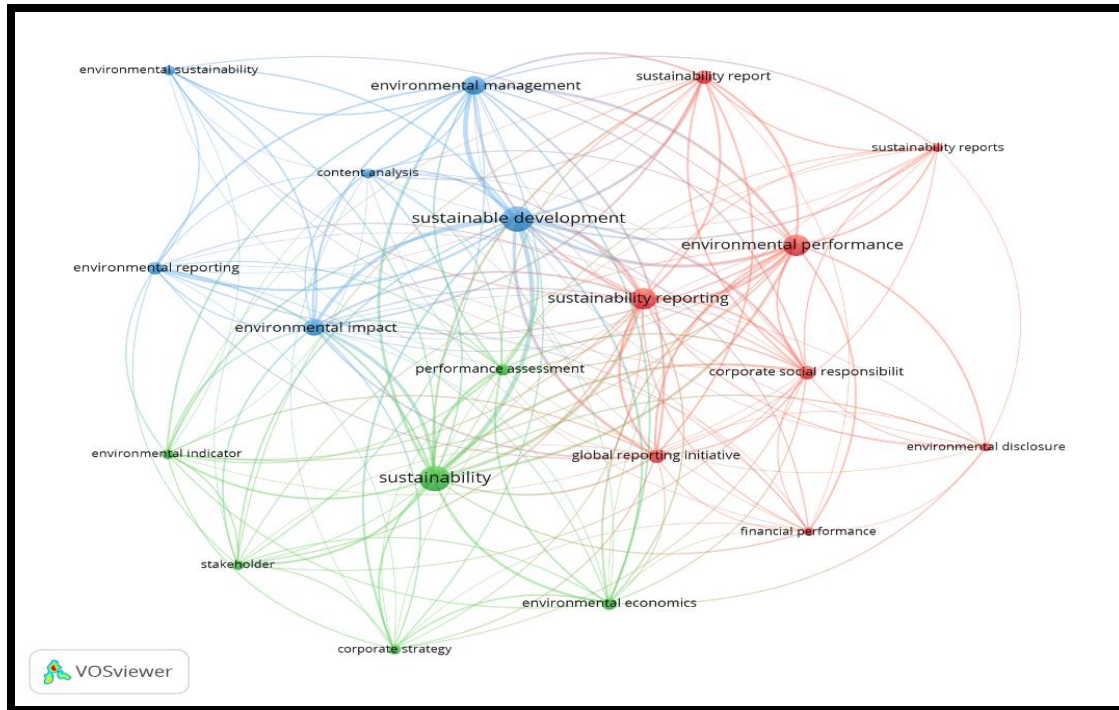 environmental sustainability
environmental management
sustainability report
sustainability reports
content analysis
sustainable development
environmental performance
environmental reporting
sustainability reporting
environmental impact
performance assessment
corporate social responsibilit
environmental indicator
global reporting initiative
environmental disclosure
sustainability
financial performance
stakeholder
environmental economics
corporate strategy
VOSviewer